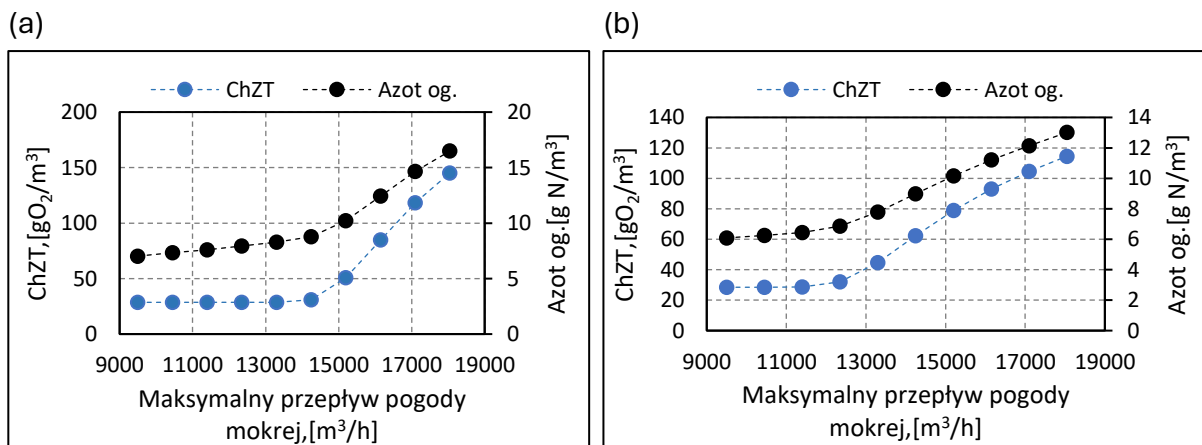 (a)
(b)
ChZT
Azot og.
200
150
100
50
0
20
15
10
5
0
9000 11000 13000 15000 17000 19000
ChZT,[gO₂/m³]
Azot og.[g N/m³]
Maksymalny przepływ pogody
mokrej,[m³/h]
ChZT
Azot og.
140
120
100
80
60
40
20
0
14
12
10
8
6
4
2
0
9000 11000 13000 15000 17000 19000
ChZT,[gO₂/m³]
Azot og.[g N/m³]
Maksymalny przepływ pogody
mokrej,[m³/h]